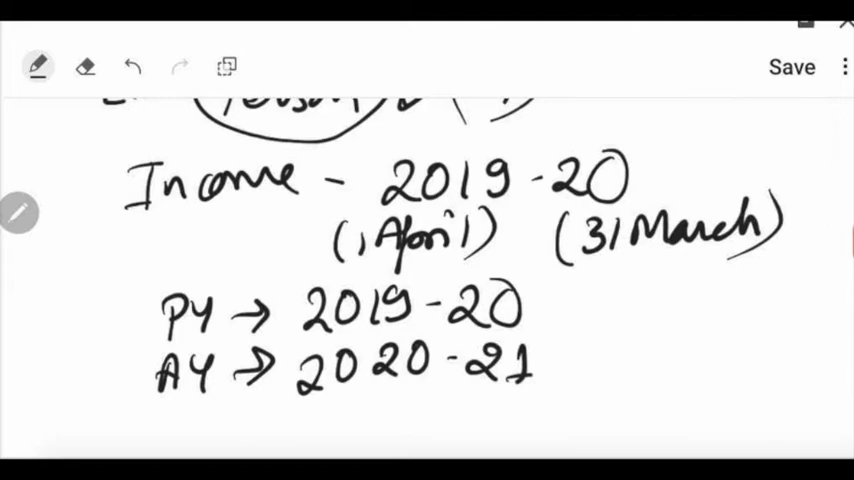 Save
Income - 2019-20
(1 April) (31 March)
PY → 2019-20
AY → 2020-21